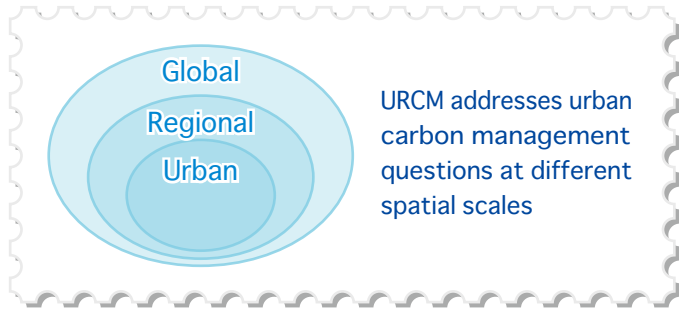 Global
Regional
Urban
URCM addresses urban
carbon management
questions at different
spatial scales